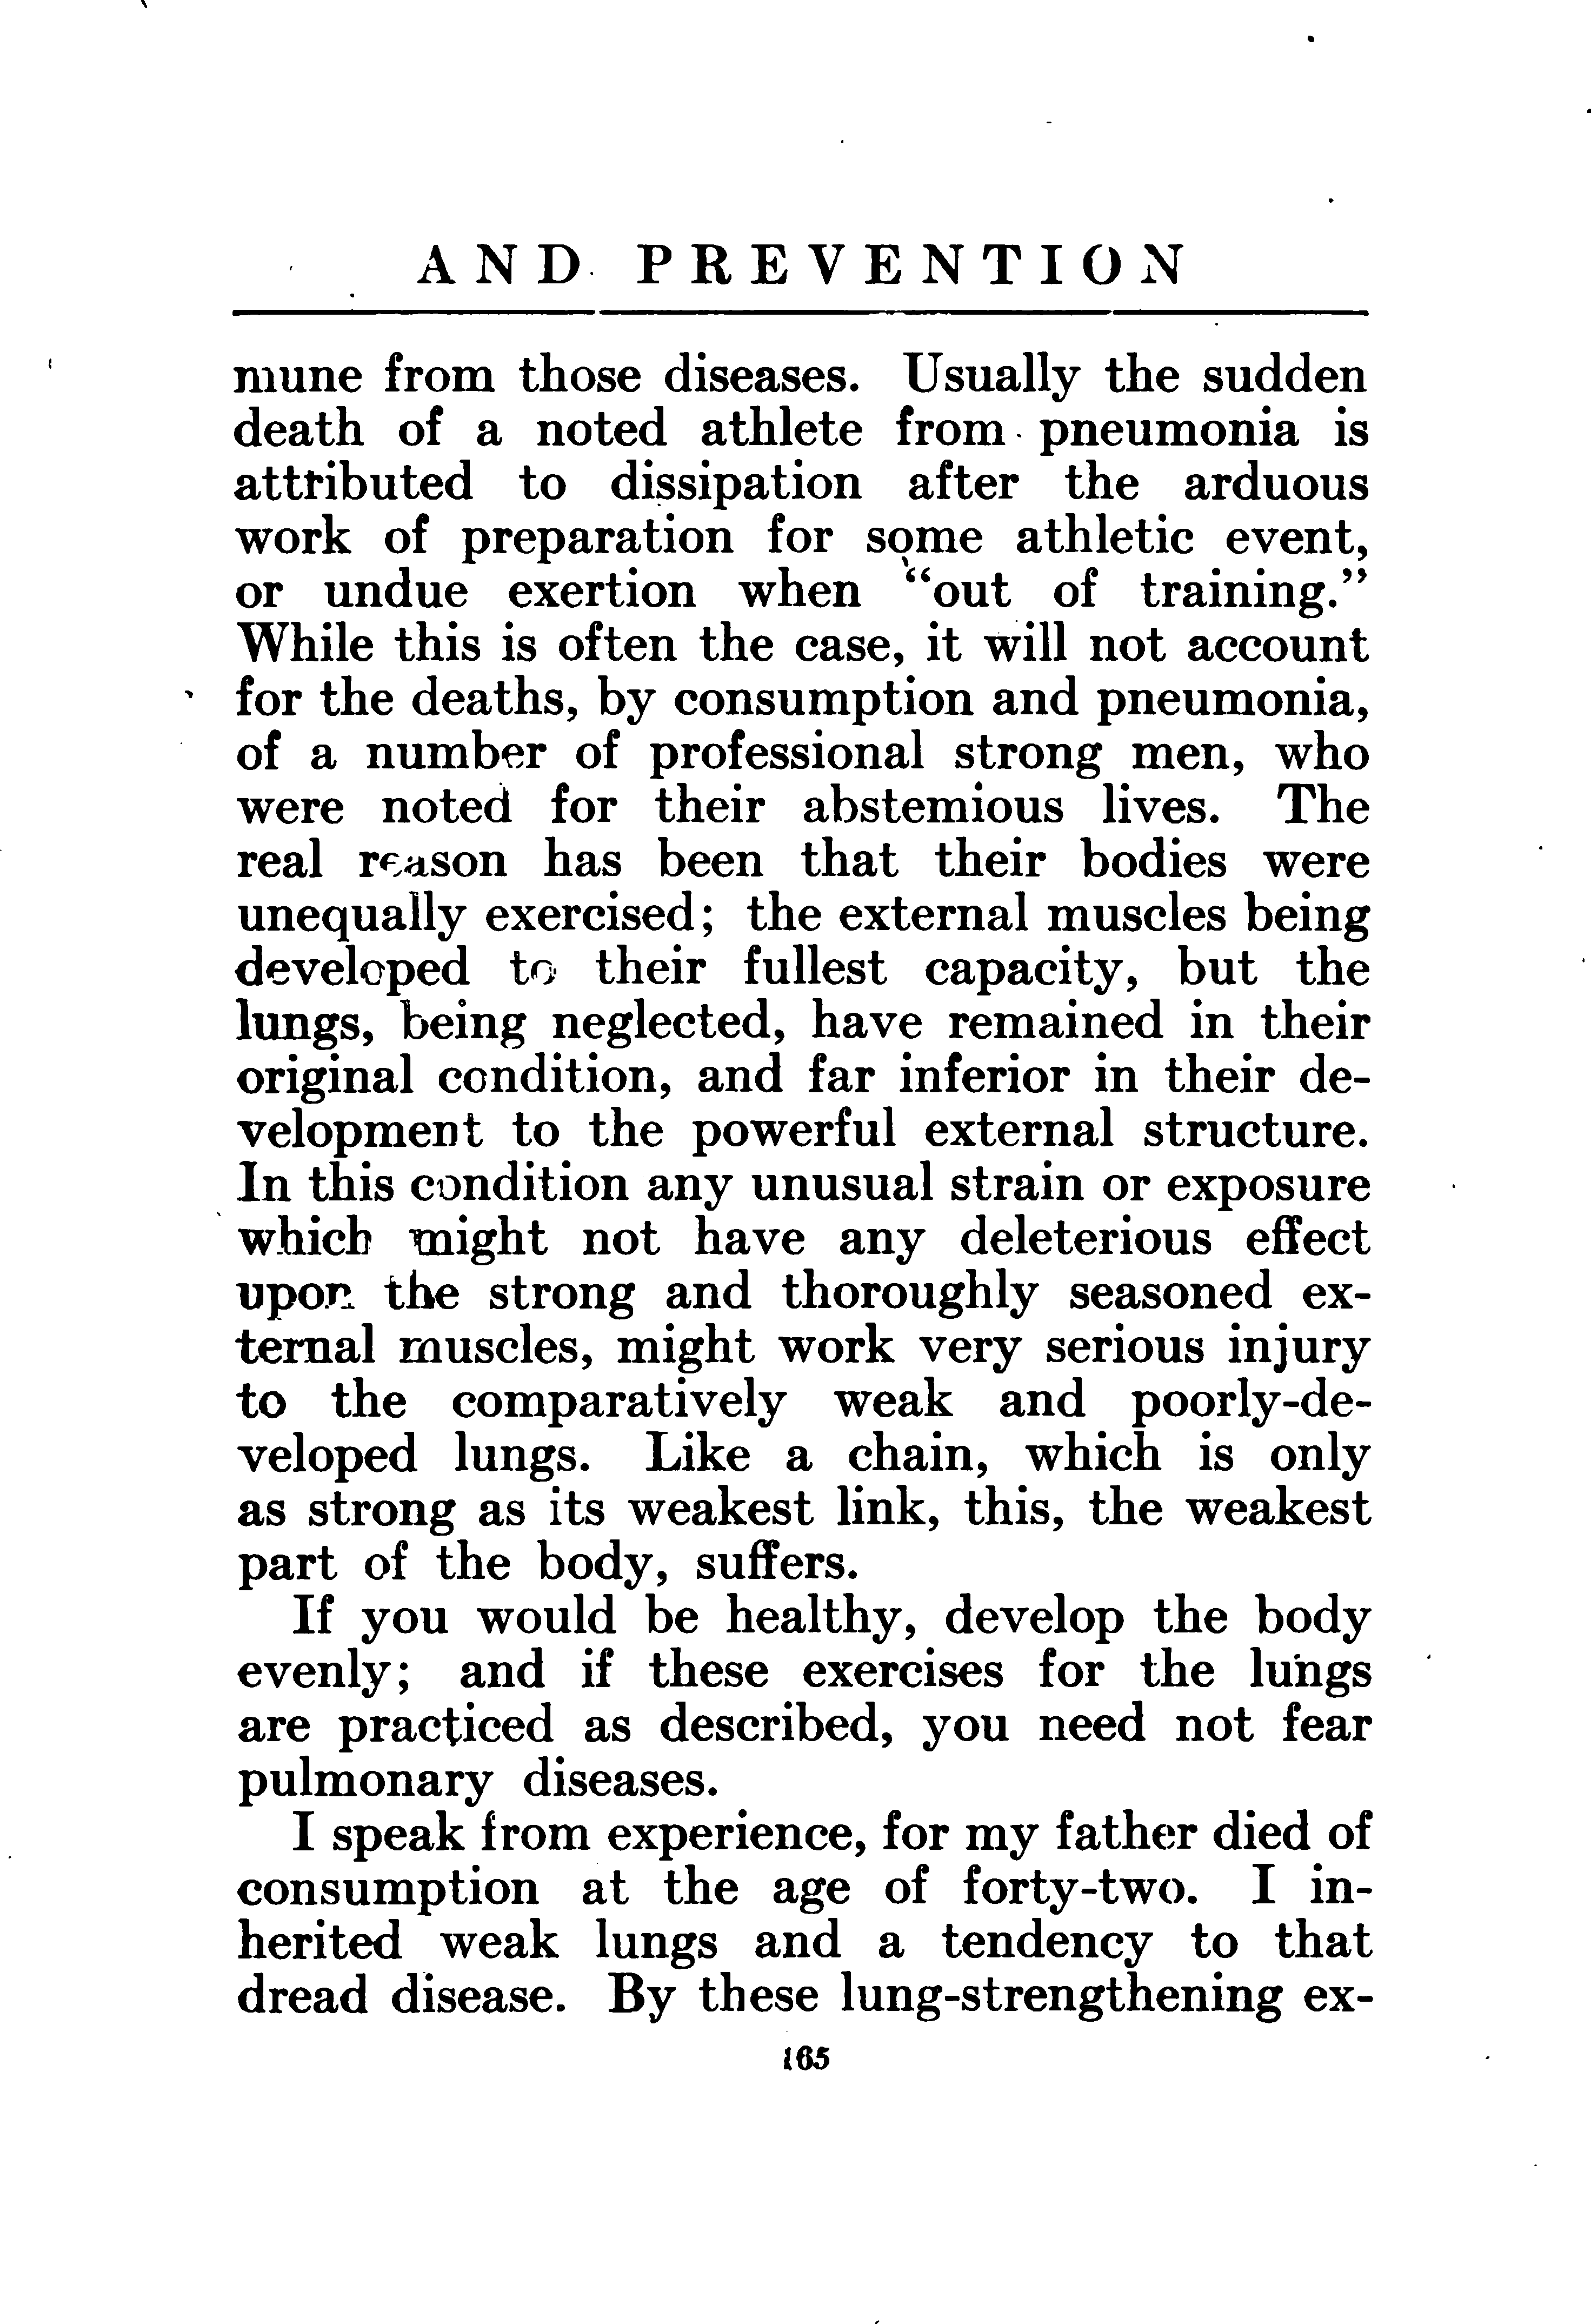 AND PREVENTION
mune from those diseases. Usually the sudden
death of a noted athlete from pneumonia is
attributed to dissipation after the arduous
work of preparation for some athletic event,
or undue exertion when "out of training."
While this is often the case, it will not account
for the deaths, by consumption and pneumonia,
of a number of professional strong men, who
were noted for their abstemious lives. The
real reason has been that their bodies were
unequally exercised; the external muscles being
developed to their fullest capacity, but the
lungs, being neglected, have remained in their
original condition, and far inferior in their de-
velopment to the powerful external structure.
In this condition any unusual strain or exposure
which might not have any deleterious effect
upon the strong and thoroughly seasoned ex-
ternal muscles, might work very serious injury
to the comparatively weak and poorly-de-
veloped lungs. Like a chain, which is only
as strong as its weakest link, this, the weakest
part of the body, suffers.
If you would be healthy, develop the body
evenly; and if these exercises for the lungs
are practiced as described, you need not fear
pulmonary diseases.
I speak from experience, for my father died of
consumption at the age of forty-two. I in-
herited weak lungs and a tendency to that
dread disease. By these lung-strengthening ex-
165